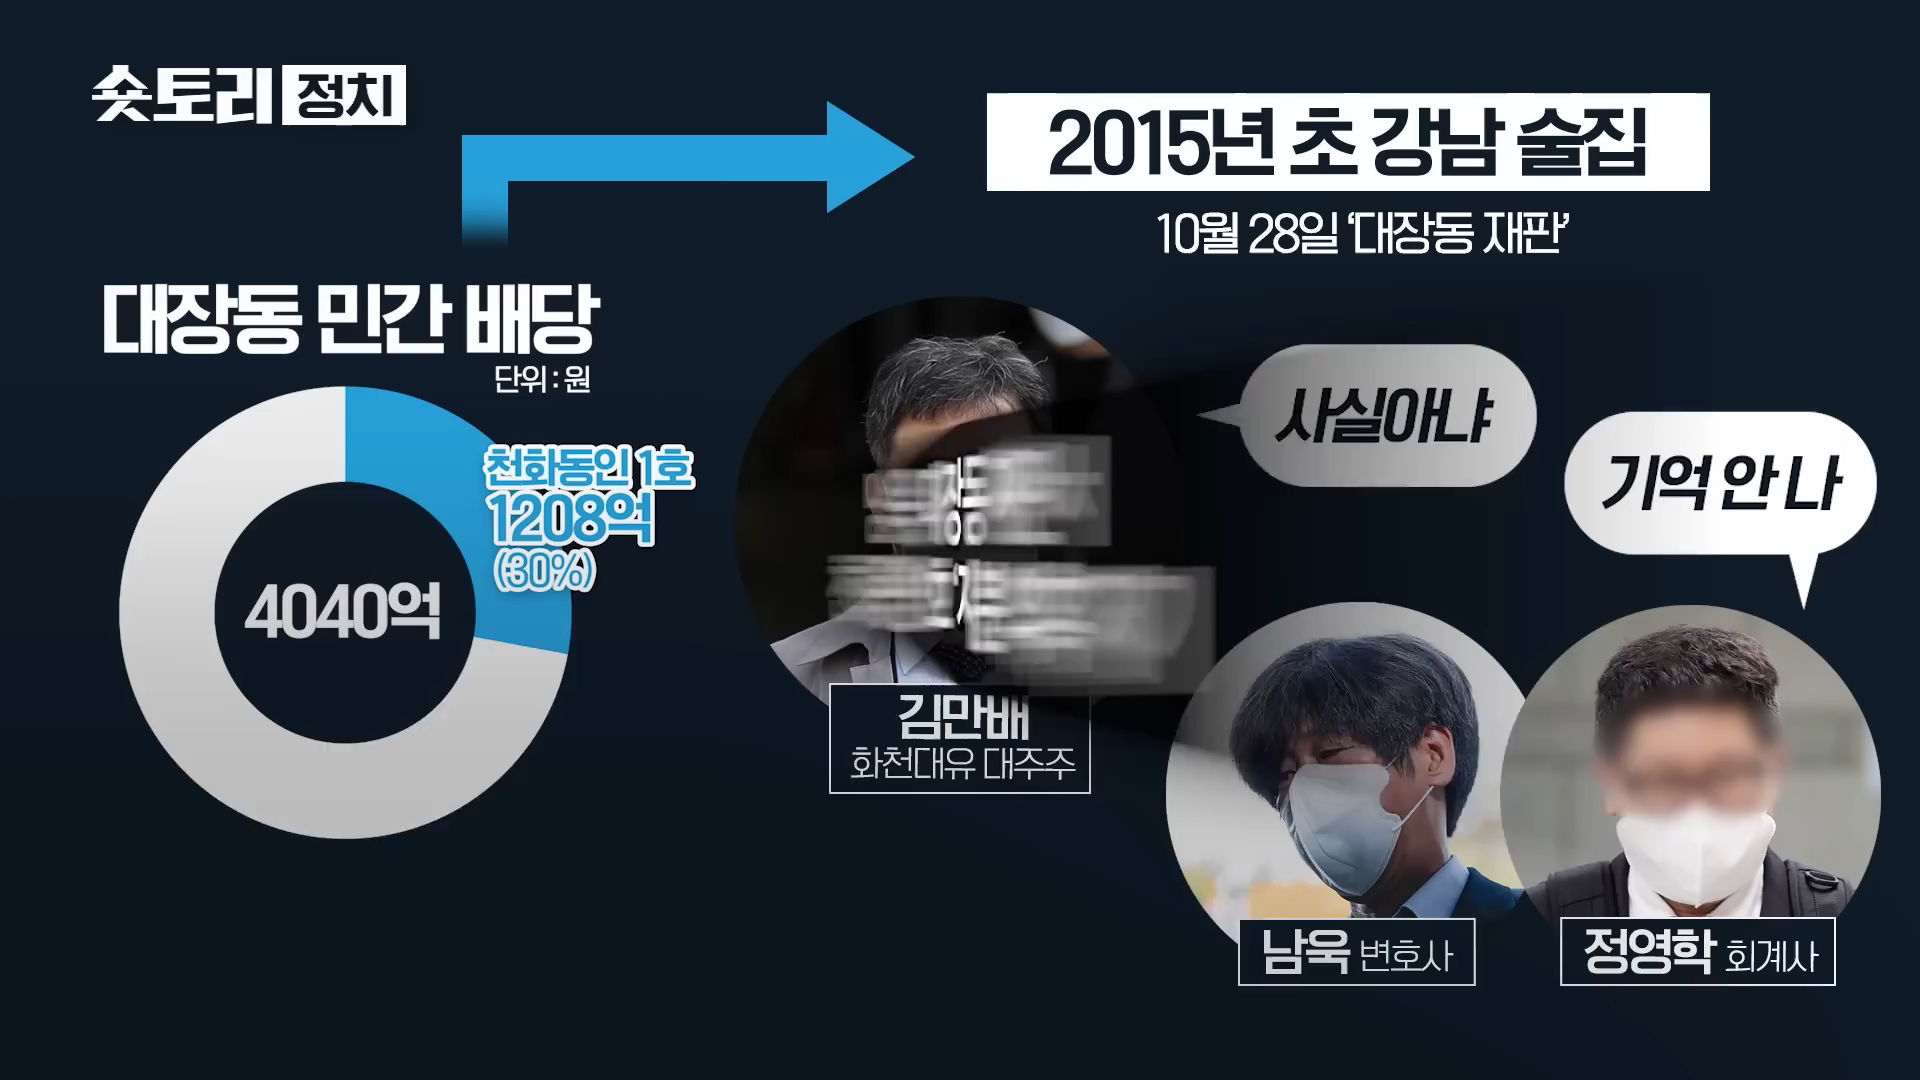 숏토리 정치
2015년 초 강남 술집
10월 28일 ‘대장동 재판’
대장동 민간 배당
단위 : 원
천화동인 1호
1208억
(30%)
4040억
사실아냐
기억 안 나
김만배
화천대유 대주주
남욱 변호사
정영학 회계사